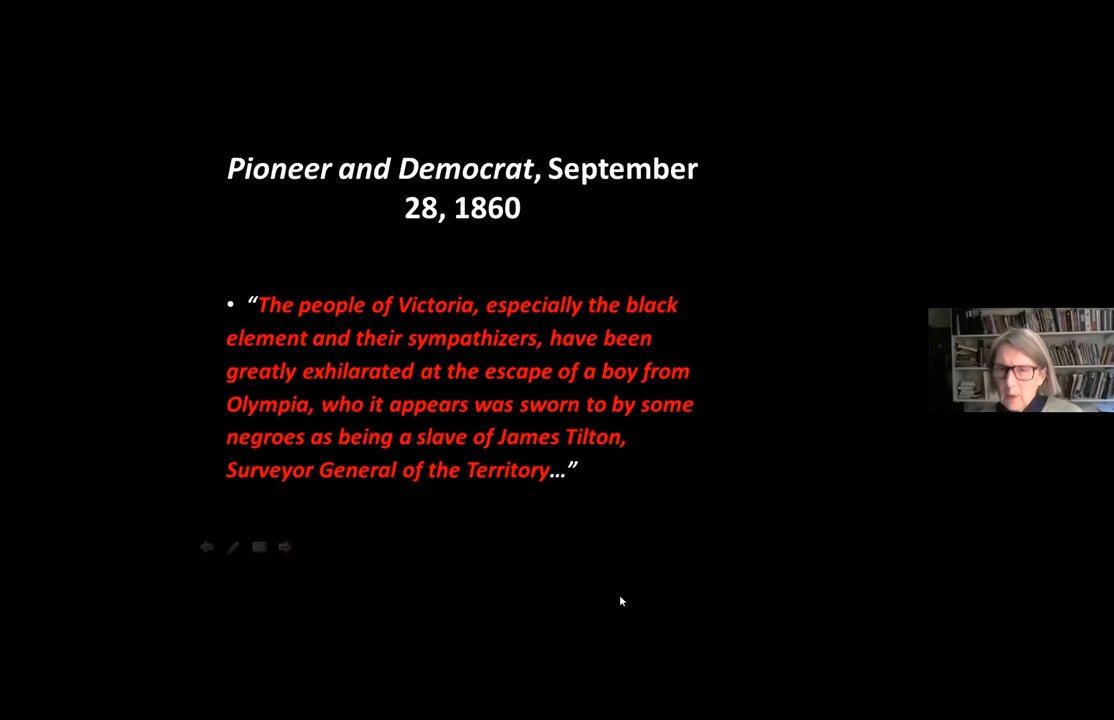 Pioneer and Democrat, September
28, 1860
• “The people of Victoria, especially the black
element and their sympathizers, have been
greatly exhilarated at the escape of a boy from
Olympia, who it appears was sworn to by some
negroes as being a slave of James Tilton,
Surveyor General of the Territory…”